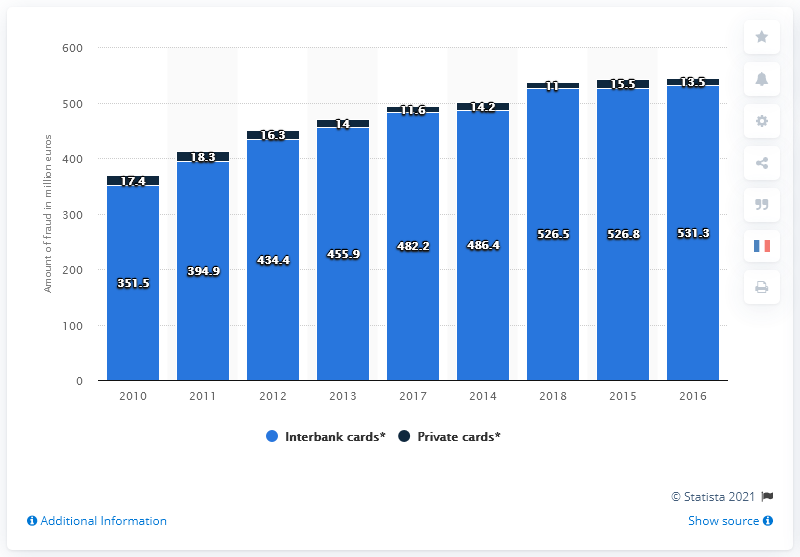 Amount of fraud in million euros
600
500
400
300
200
100
0
17.4 18.3 16.3 14 11.6 14.2 11 15.5 13.5
351.5 394.9 434.4 455.9 482.2 486.4 526.5 526.8 531.3
2010 2011 2012 2013 2017 2014 2018 2015 2016
Interbank cards* Private cards*
© Statista 2021
Additional Information Show source